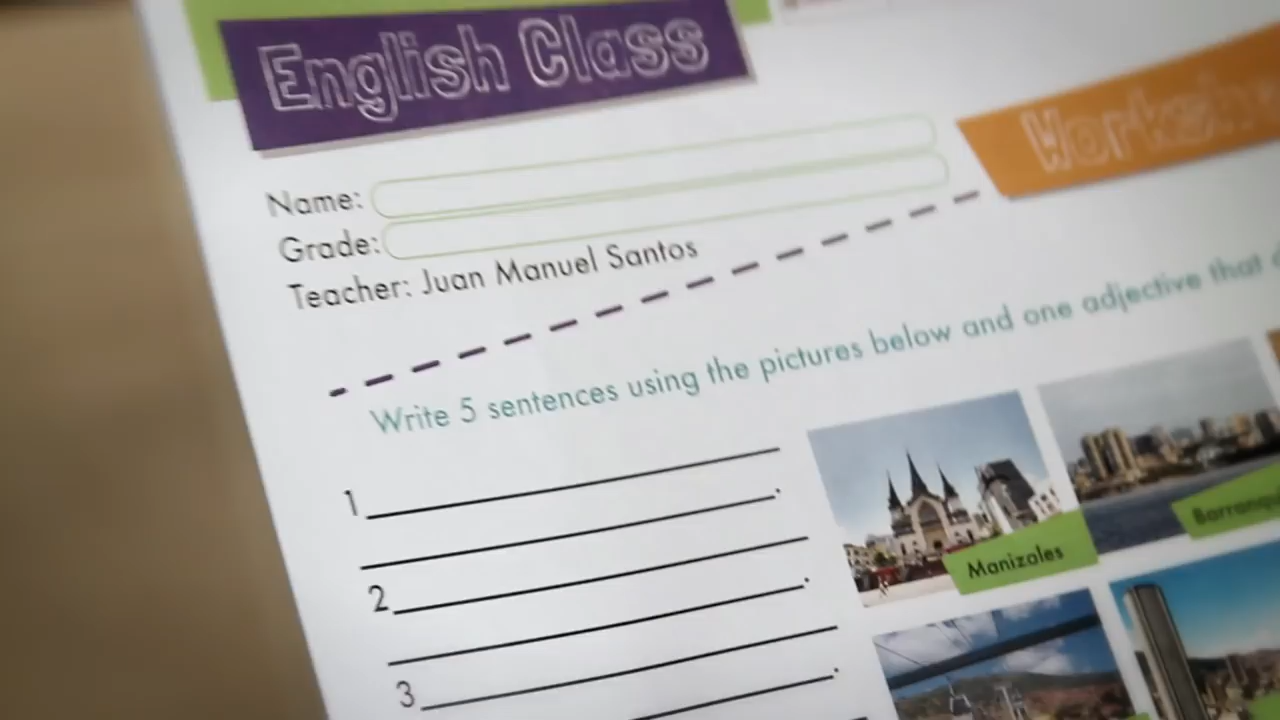 English Class
Name:
Grade:
Teacher: Juan Manuel Santos
Write 5 sentences using the pictures below and one adjective that
1
2
3
Manizales